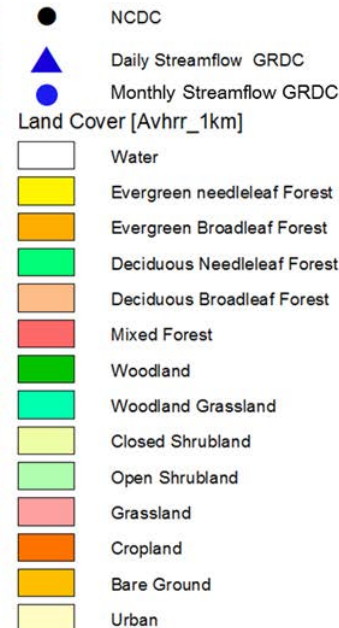 NCDC
Daily Streamflow GRDC
Monthly Streamflow GRDC
Land Cover [Avhrr_1km]
Water
Evergreen needleleaf Forest
Evergreen Broadleaf Forest
Deciduous Needleleaf Forest
Deciduous Broadleaf Forest
Mixed Forest
Woodland
Woodland Grassland
Closed Shrubland
Open Shrubland
Grassland
Cropland
Bare Ground
Urban